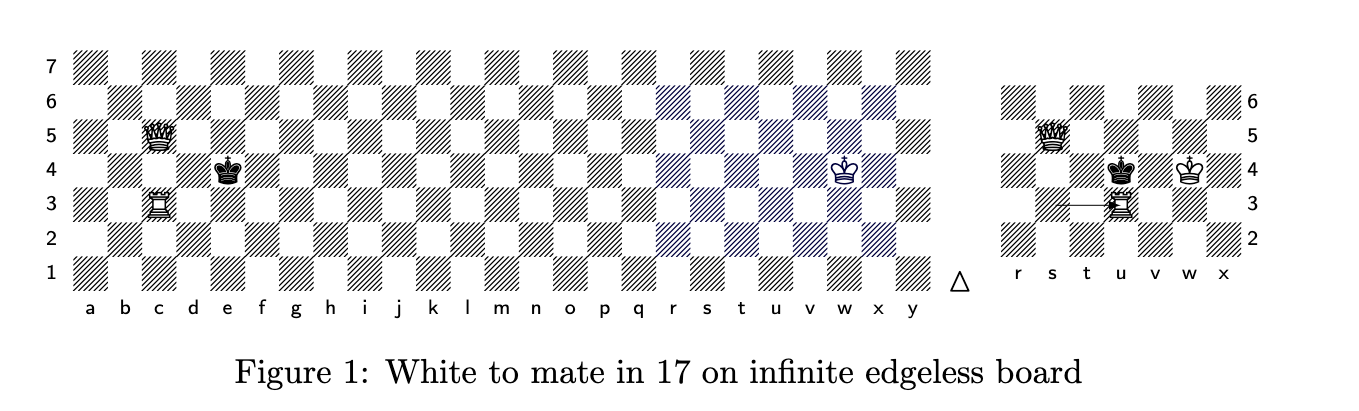 7
6 6
5 5
4 4
3 3
2 2
1 r s t u v w x
a b c d e f g h i j k l m n o p q r s t u v w x y
Figure 1: White to mate in 17 on infinite edgeless board